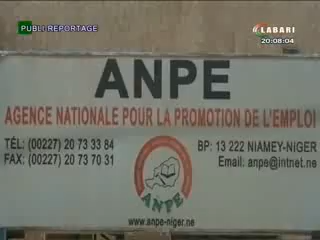 PUBLI-REPORTAGE
LABARI
20:08:04
ANPE
AGENCE NATIONALE POUR LA PROMOTION DE L'EMPLOI
TÉL: (00227) 20 73 33 84
BP: 13 222 NIAMEY-NIGER
FAX: (00227) 20 73 70 31
Email: anpe@intnet.ne
ANPE
www.anpe-niger.ne